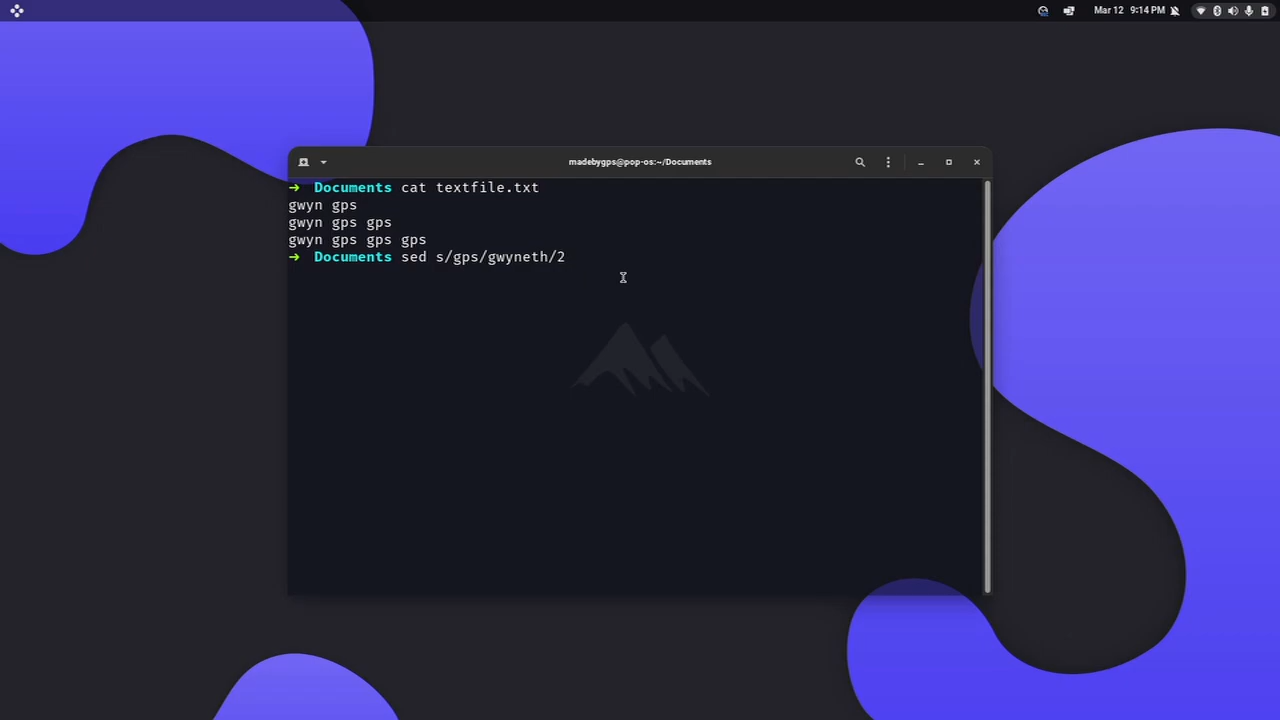 Mar 12 9:14 PM
madebygps@pop-os:~/Documents
→ Documents cat textfile.txt
gwyn gps
gwyn gps gps
gwyn gps gps gps
→ Documents sed s/gps/gwyneth/2